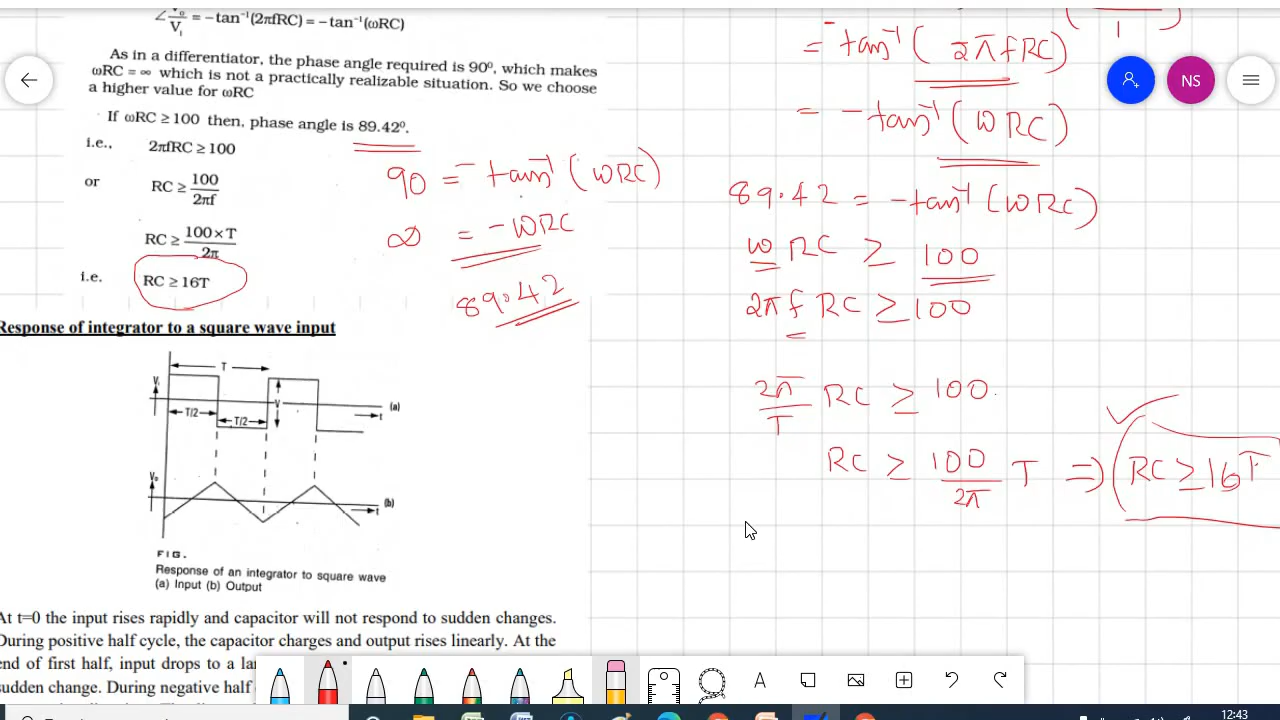 ∠Vo/Vi = −tan⁻¹(2πfRC) = −tan⁻¹(ωRC)
As in a differentiator, the phase angle required is 90⁰, which makes
ωRC = ∞ which is not a practically realizable situation. So we choose
a higher value for ωRC
If ωRC ≥ 100 then, phase angle is 89.42⁰.
i.e., 2πfRC ≥ 100
or RC ≥ 100/2πf
RC ≥ 100×T/2π
i.e. RC ≥ 16T
90 = −tan⁻¹(ωRC)
∞ = −ωRC
89.42
= tan⁻¹(2πfRC)
= −tan⁻¹(ωRC)
89.42 = −tan⁻¹(ωRC)
ωRC ≥ 100
2πf RC ≥ 100
2π/T RC ≥ 100.
RC ≥ 100/2π T ⇒ (RC ≥ 16T
NS
Response of integrator to a square wave input
T
Vi
V
(a)
T/2
T/2
t
Vo
(b)
t
FIG.
Response of an integrator to square wave
(a) Input (b) Output
At t=0 the input rises rapidly and capacitor will not respond to sudden changes.
During positive half cycle, the capacitor charges and output rises linearly. At the
end of first half, input drops to a
sudden change. During negative half
A
12:43